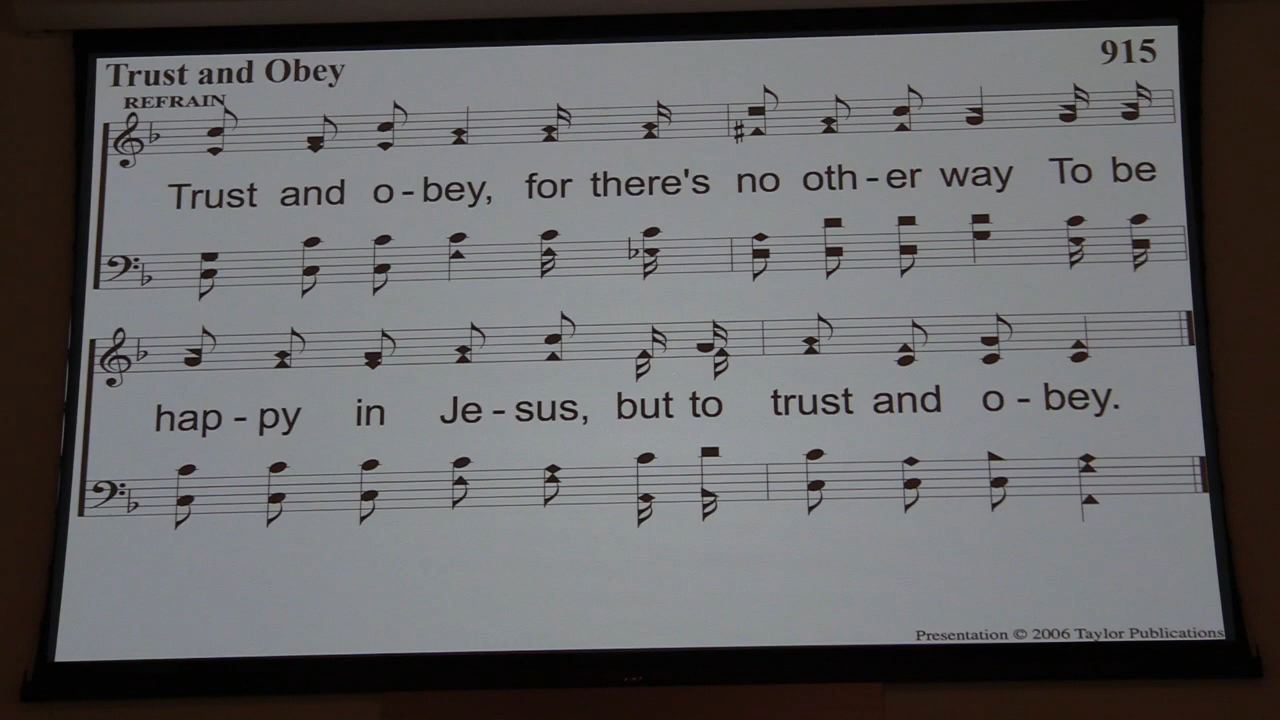 Trust and Obey
915
REFRAIN
Trust and o-bey, for there's no oth-er way To be
hap-py in Je-sus, but to trust and o-bey.
Presentation © 2006 Taylor Publications